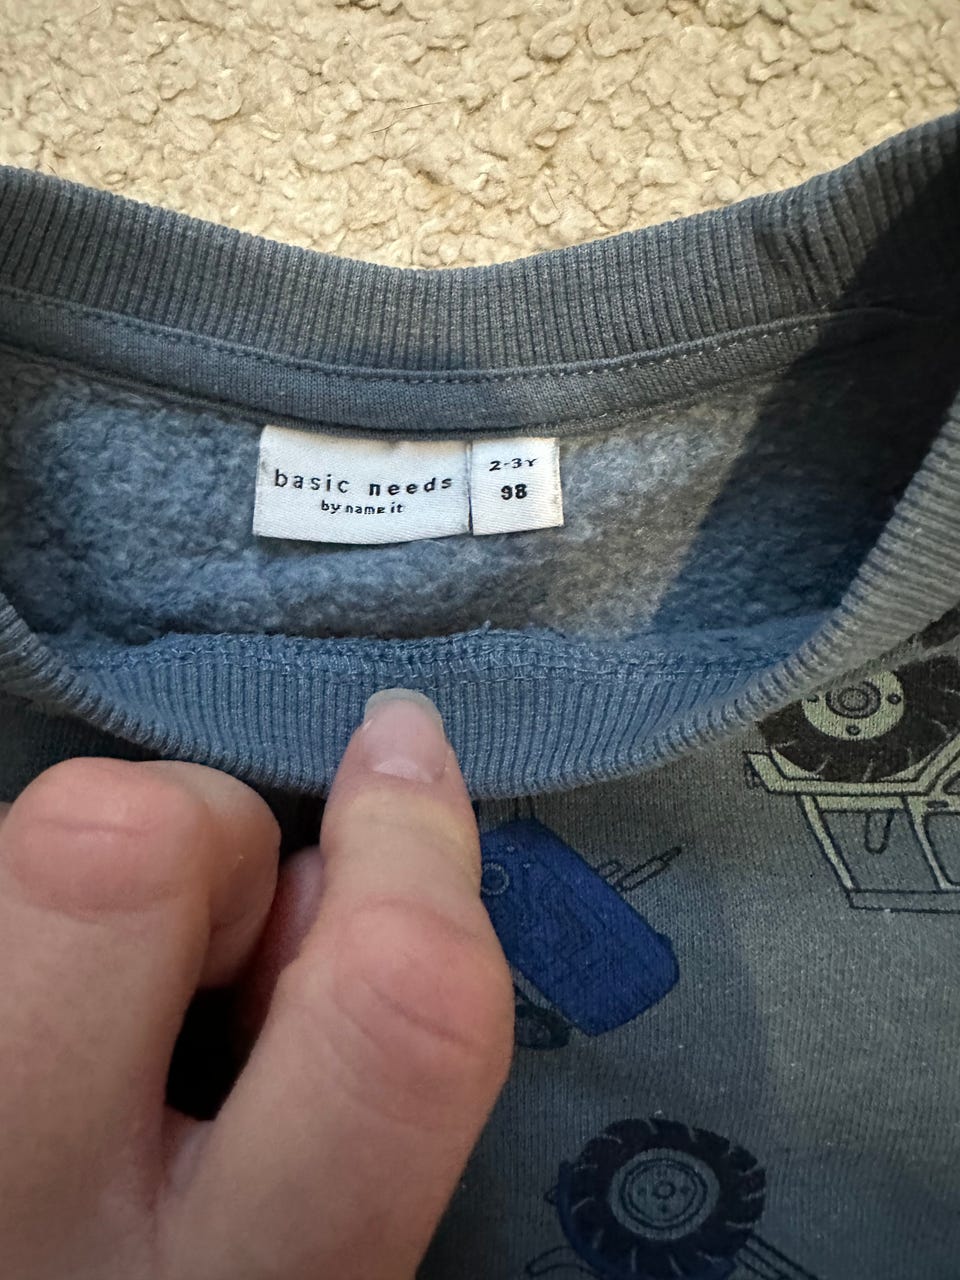 basic needs
by name it
2-3Y
98